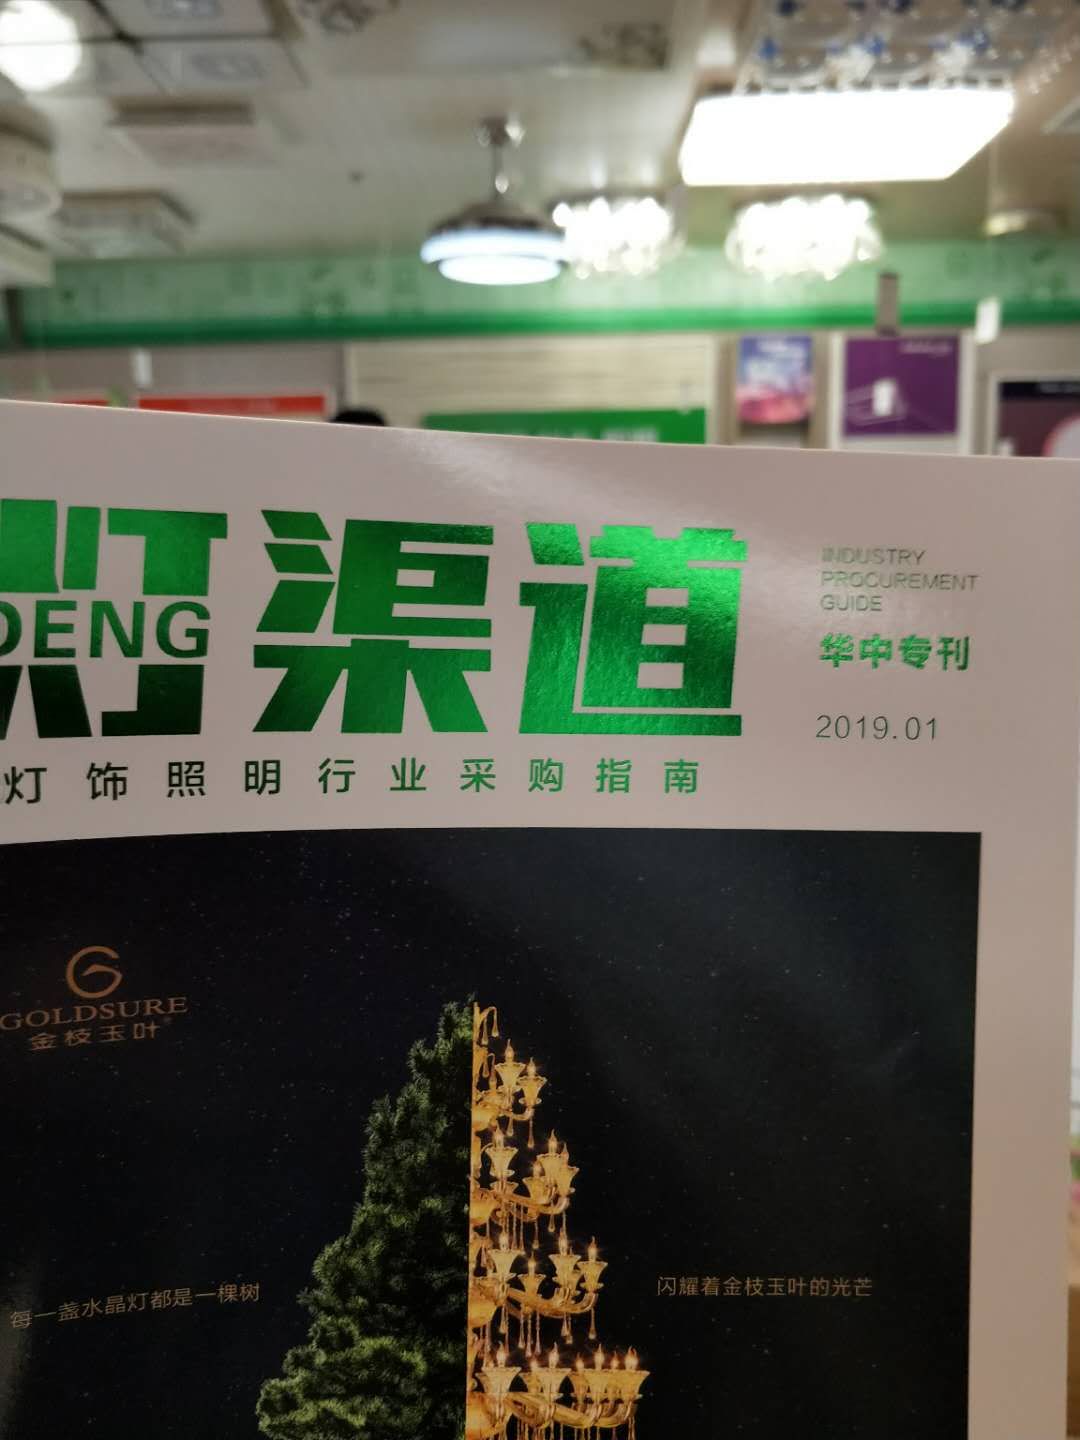 灯渠道
DENG
INDUSTRY
PROCUREMENT
GUIDE
华中专刊
2019.01
灯饰照明行业采购指南
GOLDSURE
金枝玉叶
每一盏水晶灯都是一棵树
闪耀着金枝玉叶的光芒